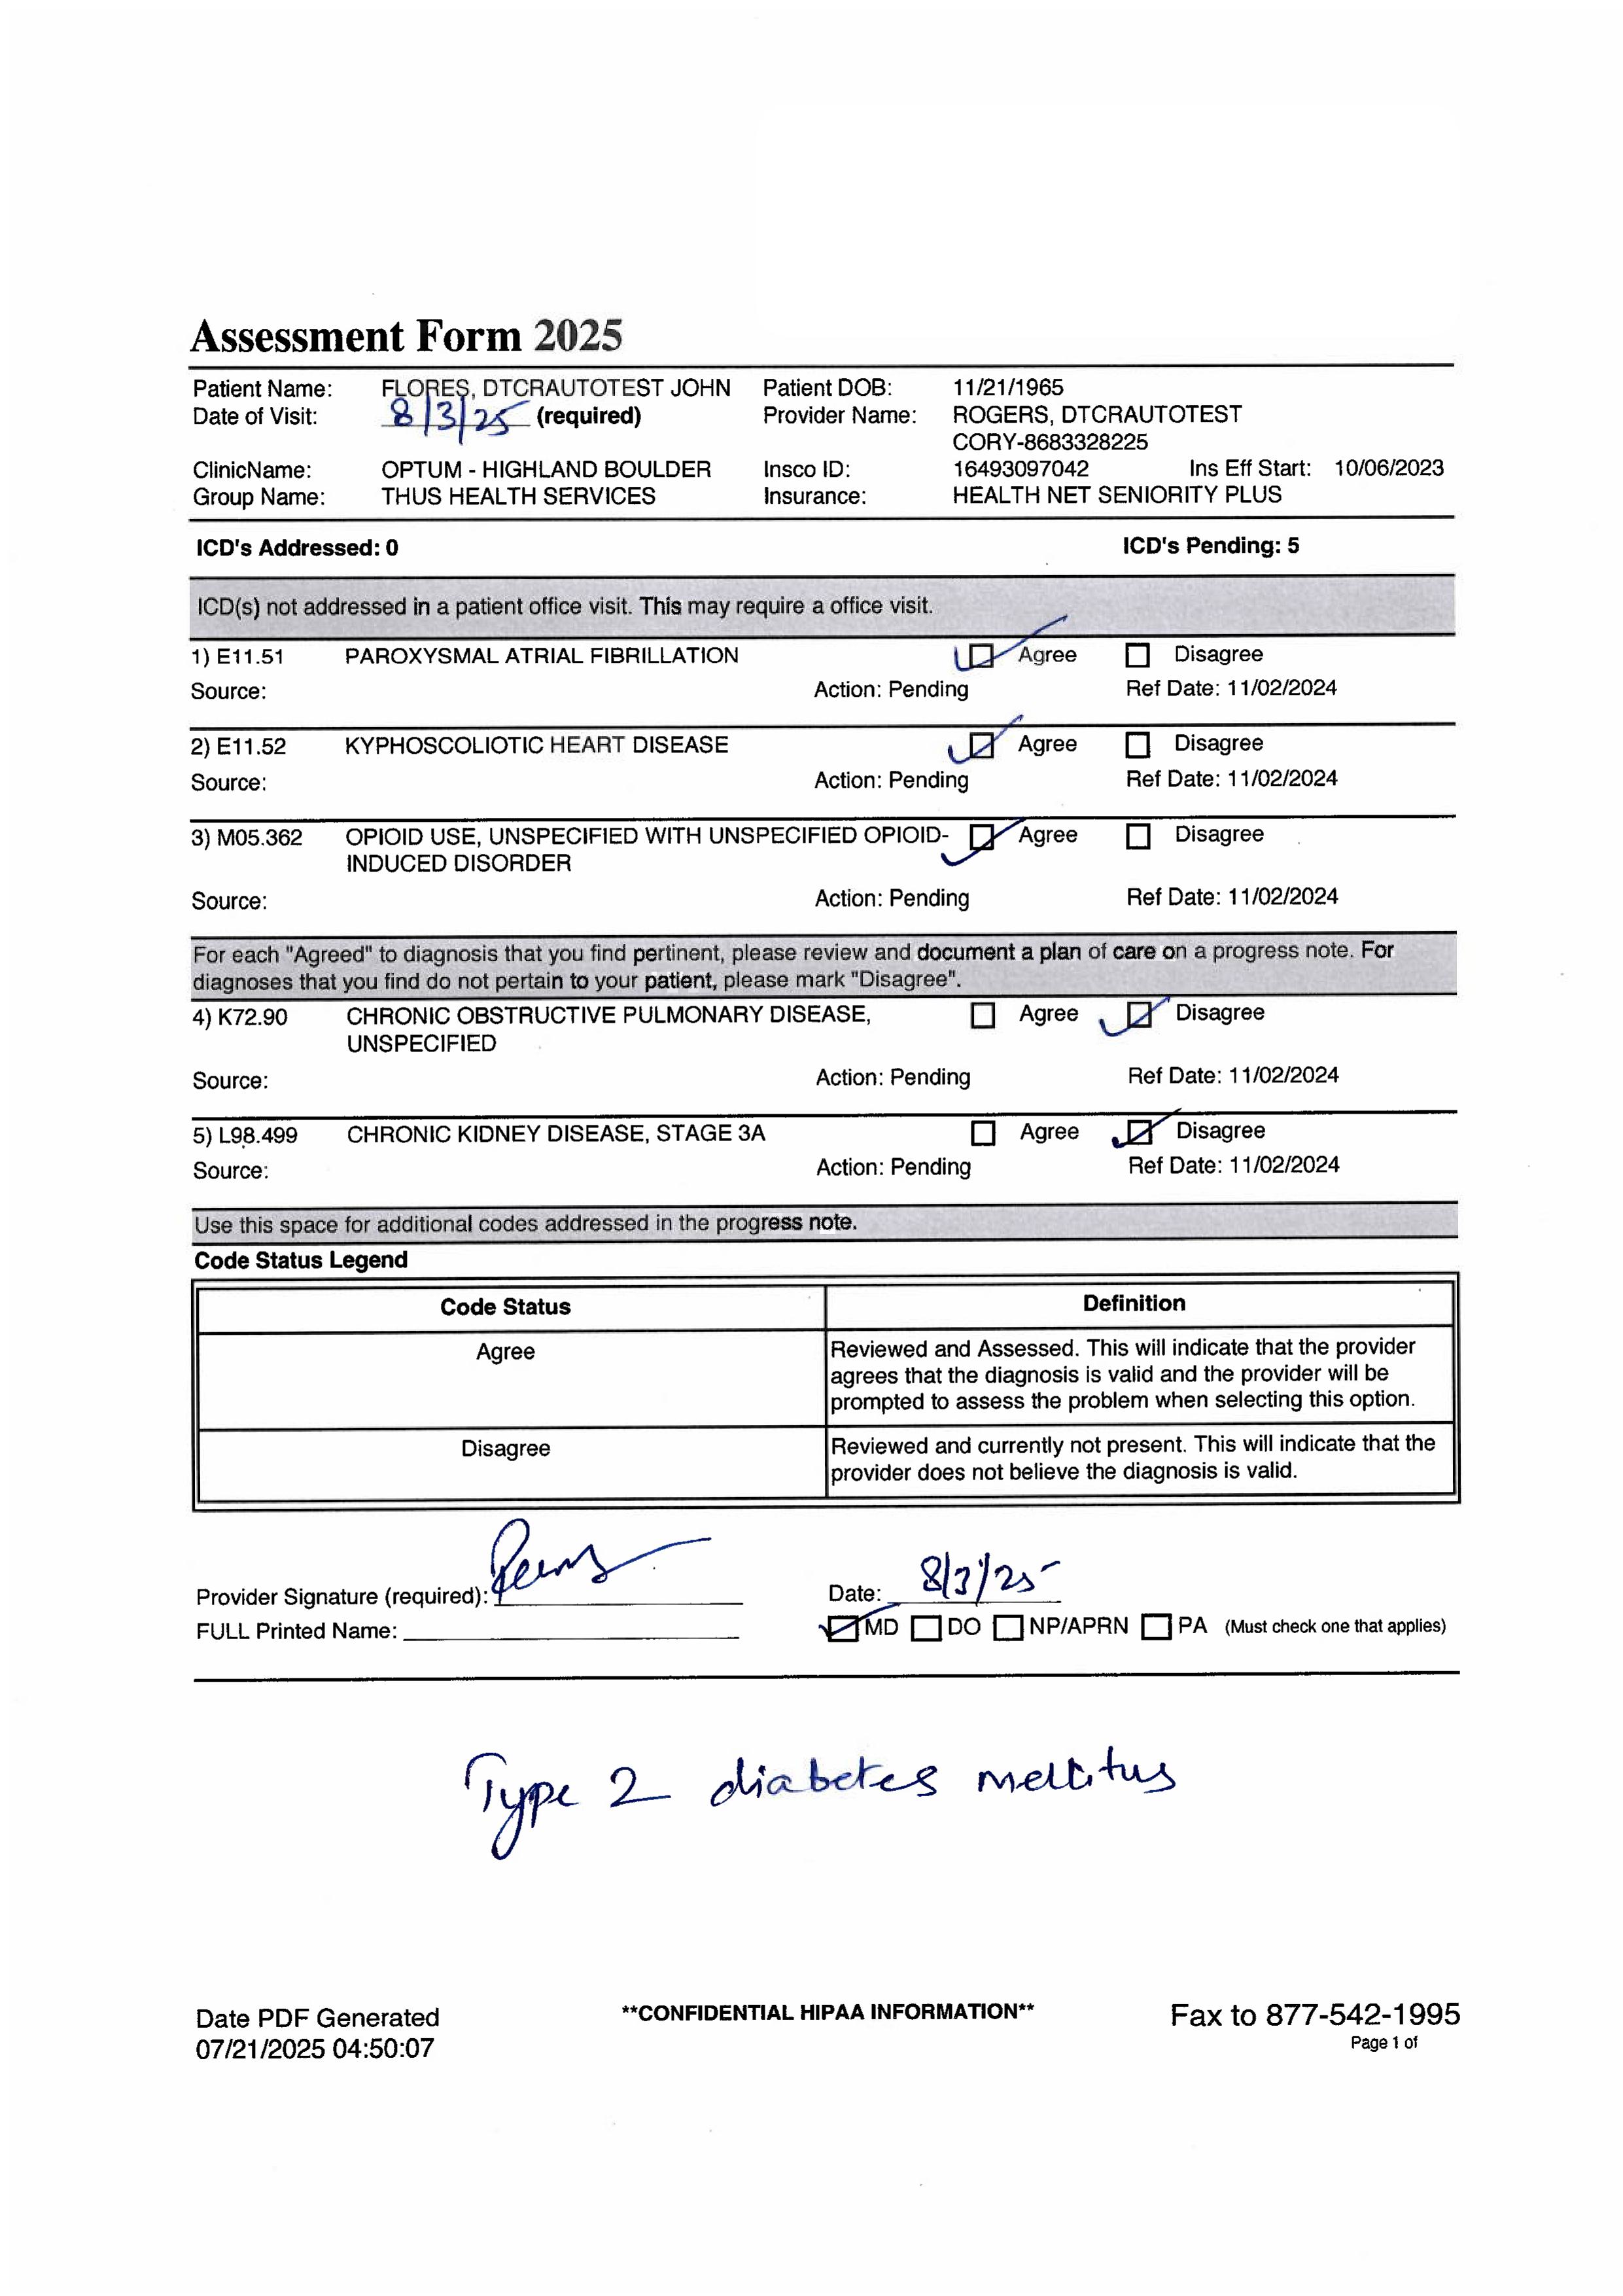 Assessment Form 2025
Patient Name: FLORES, DTCRAUTOTEST JOHN Patient DOB: 11/21/1965
Date of Visit: 8/3/25 (required) Provider Name: ROGERS, DTCRAUTOTEST
CORY-8683328225
ClinicName: OPTUM - HIGHLAND BOULDER Insco ID: 16493097042 Ins Eff Start: 10/06/2023
Group Name: THUS HEALTH SERVICES Insurance: HEALTH NET SENIORITY PLUS
ICD's Addressed: 0 ICD's Pending: 5
ICD(s) not addressed in a patient office visit. This may require a office visit.
1) E11.51 PAROXYSMAL ATRIAL FIBRILLATION Agree Disagree
Source: Action: Pending Ref Date: 11/02/2024
2) E11.52 KYPHOSCOLIOTIC HEART DISEASE Agree Disagree
Source: Action: Pending Ref Date: 11/02/2024
3) M05.362 OPIOID USE, UNSPECIFIED WITH UNSPECIFIED OPIOID- Agree Disagree
INDUCED DISORDER
Source: Action: Pending Ref Date: 11/02/2024
For each "Agreed" to diagnosis that you find pertinent, please review and document a plan of care on a progress note. For
diagnoses that you find do not pertain to your patient, please mark "Disagree".
4) K72.90 CHRONIC OBSTRUCTIVE PULMONARY DISEASE, Agree Disagree
UNSPECIFIED
Source: Action: Pending Ref Date: 11/02/2024
5) L98.499 CHRONIC KIDNEY DISEASE, STAGE 3A Agree Disagree
Source: Action: Pending Ref Date: 11/02/2024
Use this space for additional codes addressed in the progress note.
Code Status Legend
Code Status Definition
Agree Reviewed and Assessed. This will indicate that the provider
agrees that the diagnosis is valid and the provider will be
prompted to assess the problem when selecting this option.
Disagree Reviewed and currently not present. This will indicate that the
provider does not believe the diagnosis is valid.
Provider Signature (required): Date: 8/3/25
FULL Printed Name: MD DO NP/APRN PA (Must check one that applies)
Type 2 diabetes mellitus
Date PDF Generated **CONFIDENTIAL HIPAA INFORMATION** Fax to 877-542-1995
07/21/2025 04:50:07 Page 1 of